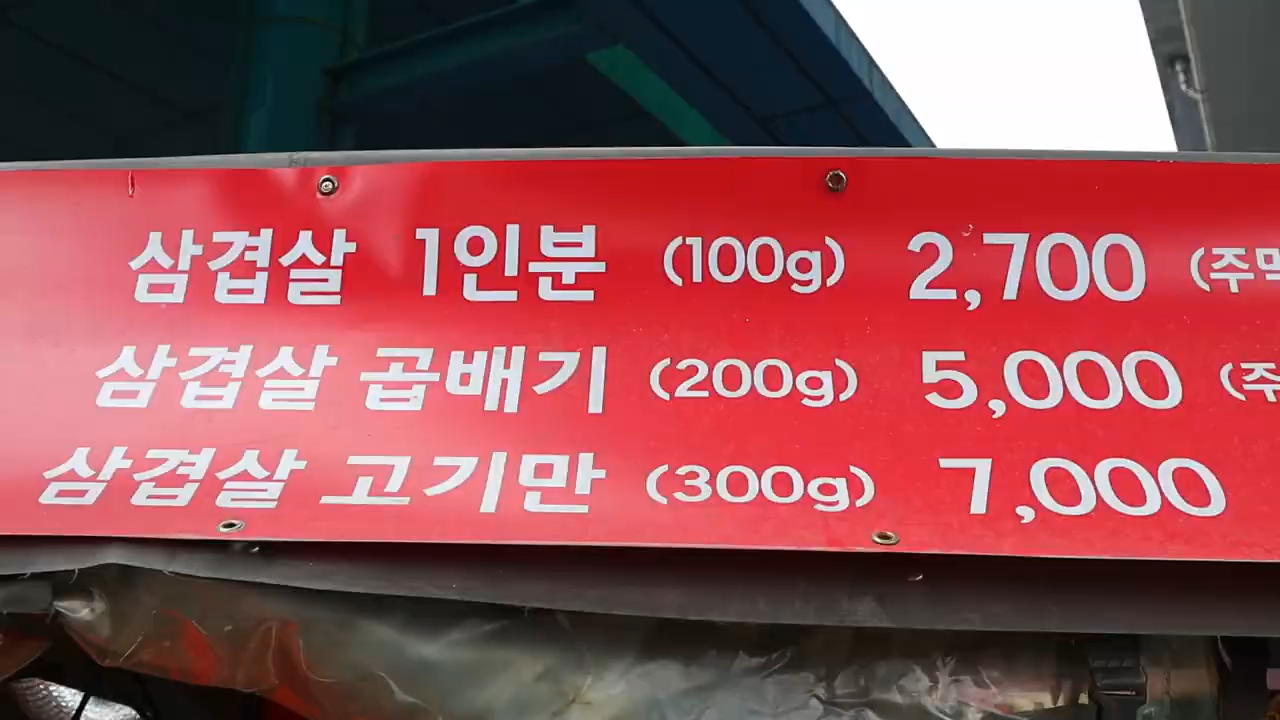 삼겹살 1인분 (100g) 2,700
삼겹살 곱배기 (200g) 5,000 (주
삼겹살 고기만 (300g) 7,000